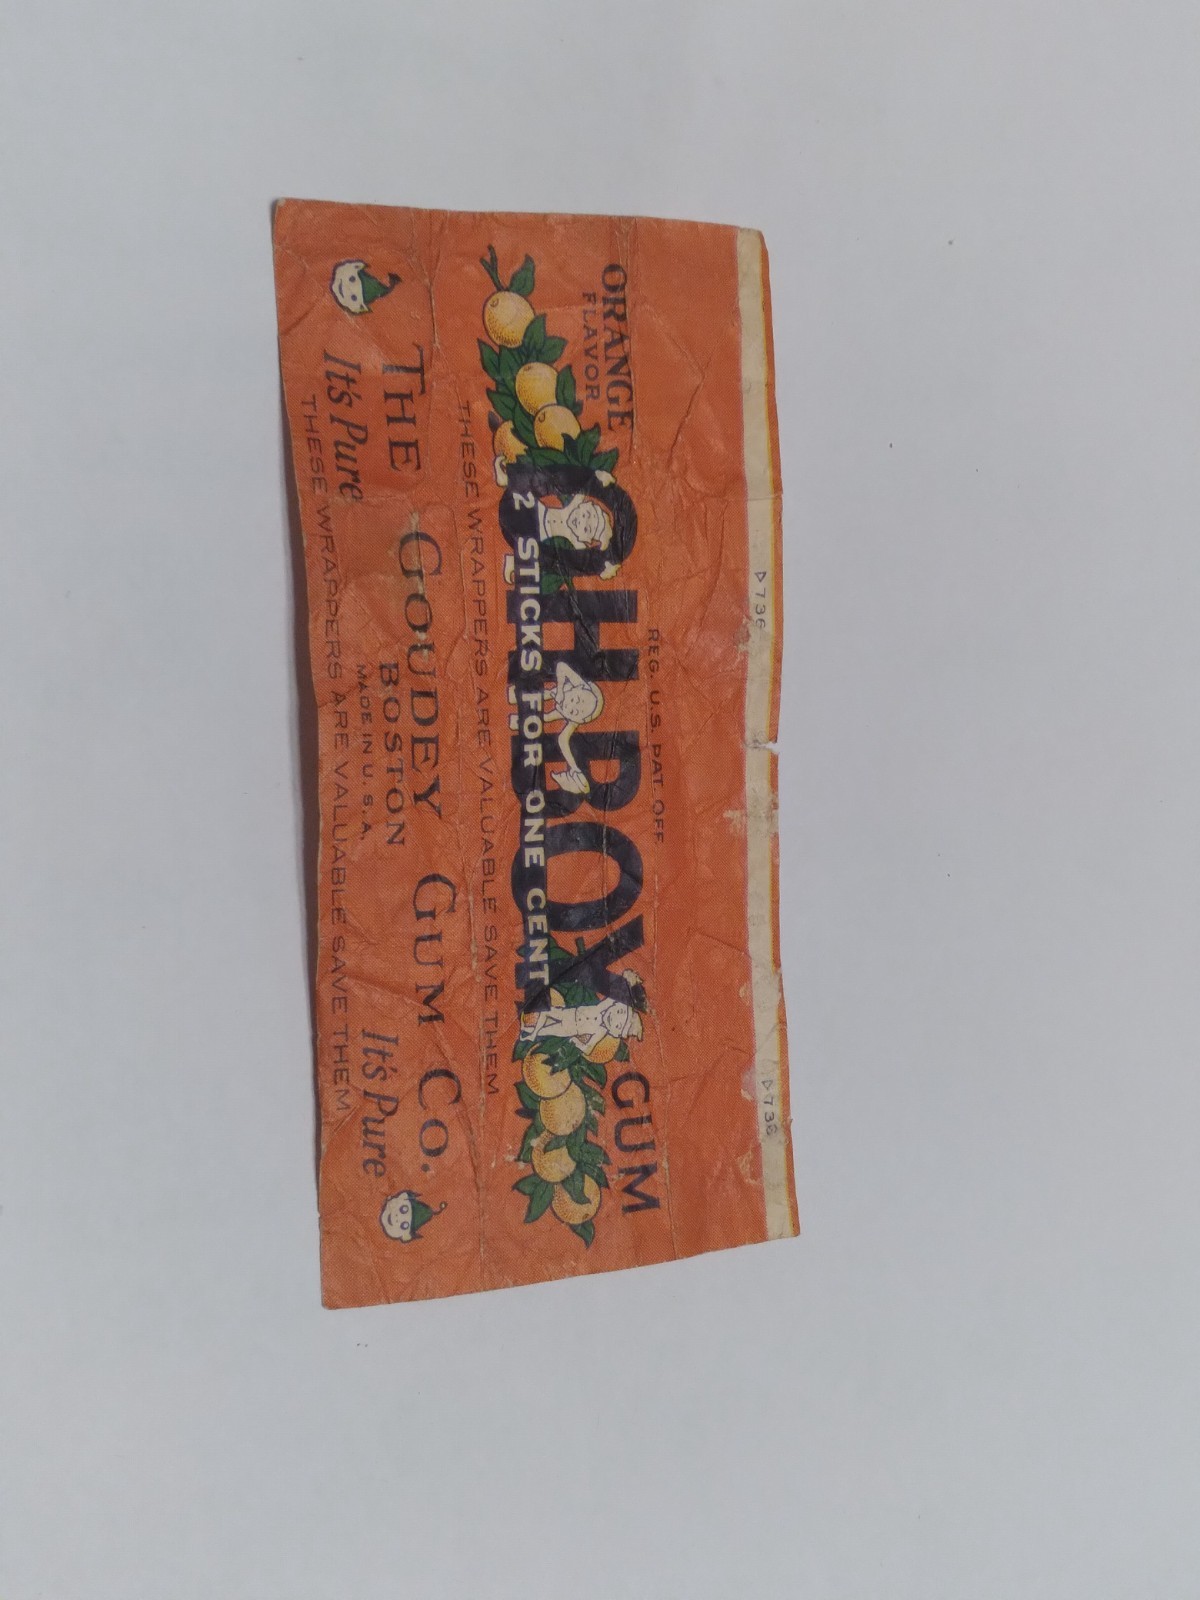 D736
D736
REG. U.S. PAT. OFF.
ORANGE
FLAVOR
OH BOY GUM
2 STICKS FOR ONE CENT
THESE WRAPPERS ARE VALUABLE SAVE THEM
THE GOUDEY GUM CO.
BOSTON
MADE IN U.S.A.
It's Pure
It's Pure
THESE WRAPPERS ARE VALUABLE SAVE THEM